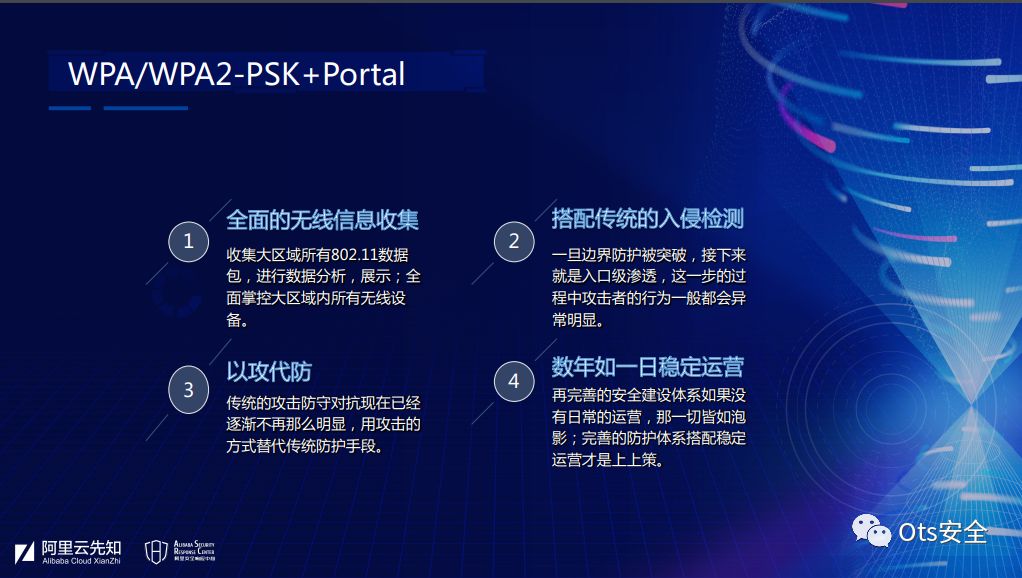 WPA/WPA2-PSK+Portal
1
全面的无线信息收集
收集大区域所有802.11数据
包，进行数据分析，展示；全
面掌控大区域内所有无线设
备。
2
搭配传统的入侵检测
一旦边界防护被突破，接下来
就是入口级渗透，这一步的过
程中攻击者的行为一般都会异
常明显。
3
以攻代防
传统的攻击防守对抗现在已经
逐渐不再那么明显，用攻击的
方式替代传统防护手段。
4
数年如一日稳定运营
再完善的安全建设体系如果没
有日常的运营，那一切皆如泡
影；完善的防护体系搭配稳定
运营才是上上策。
阿里云先知
Alibaba Cloud XianZhi
ALIBABA SECURITY
RESPONSE CENTER
阿里安全响应中心
Ots安全